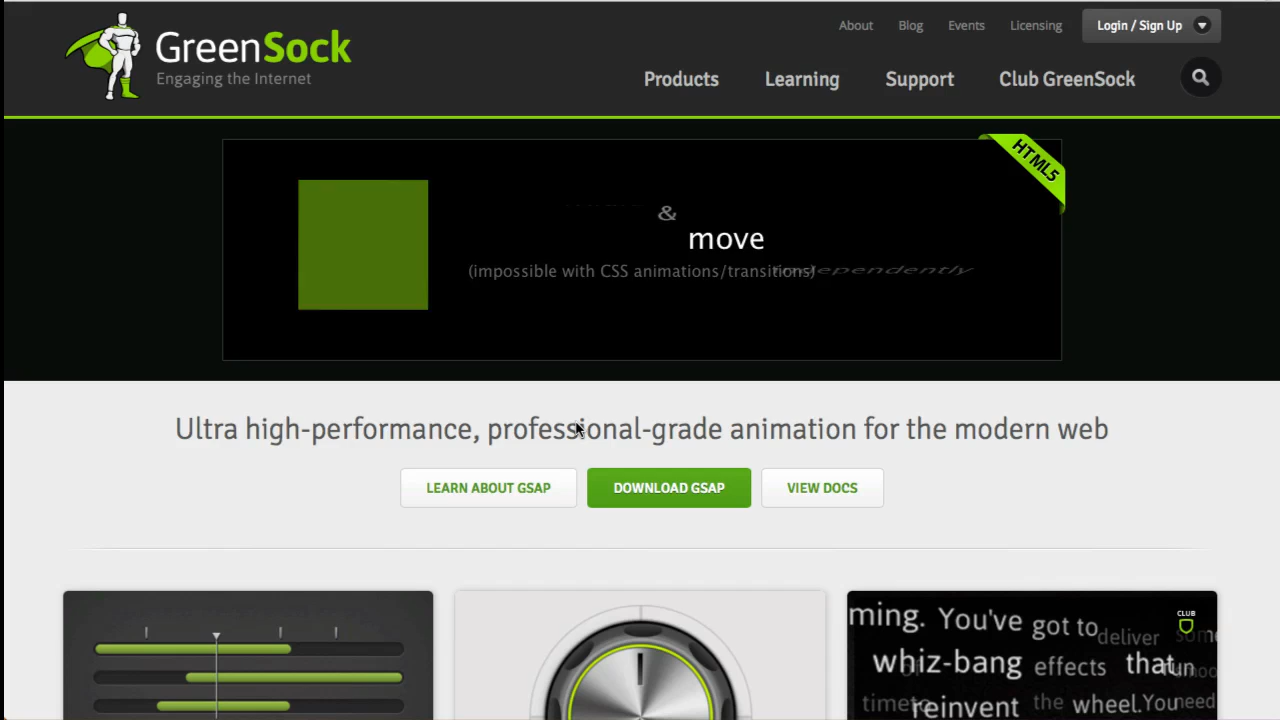 About Blog Events Licensing Login / Sign Up
GreenSock
Engaging the Internet
Products Learning Support Club GreenSock
HTML5
&
move
(impossible with CSS animations/transitions)
independently
Ultra high-performance, professional-grade animation for the modern web
LEARN ABOUT GSAP DOWNLOAD GSAP VIEW DOCS
CLUB
ming. You've got to deliver
whiz-bang effects that
time
reinvent the wheel. You need